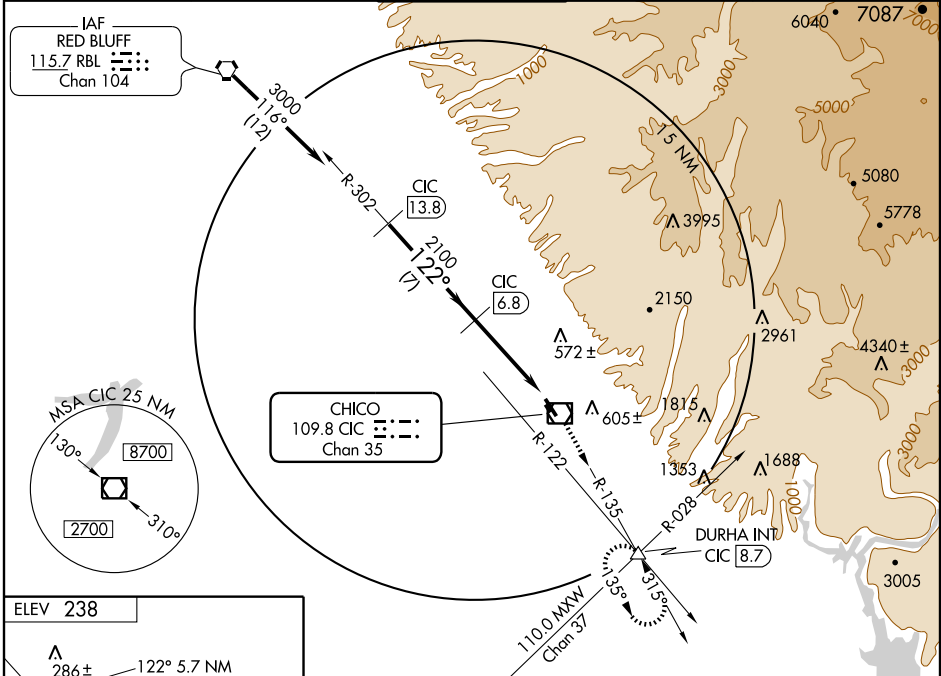 IAF
RED BLUFF
115.7 RBL
Chan 104
3000
116°
(12)
R-302
CIC
13.8
2100
122°
(7)
CIC
6.8
1000
15 NM
6040
7087
7000
3000
5000
5080
5778
3995
2150
2961
572 ±
4340 ±
3000
CHICO
109.8 CIC
Chan 35
605 ±
1815
1353
1688
3000
1000
R-122
R-135
R-028
DURHA INT
CIC 8.7
135°
315°
3005
110.0 MXW
Chan 37
MSA CIC 25 NM
130°
8700
2700
310°
ELEV 238
286 ±
122° 5.7 NM